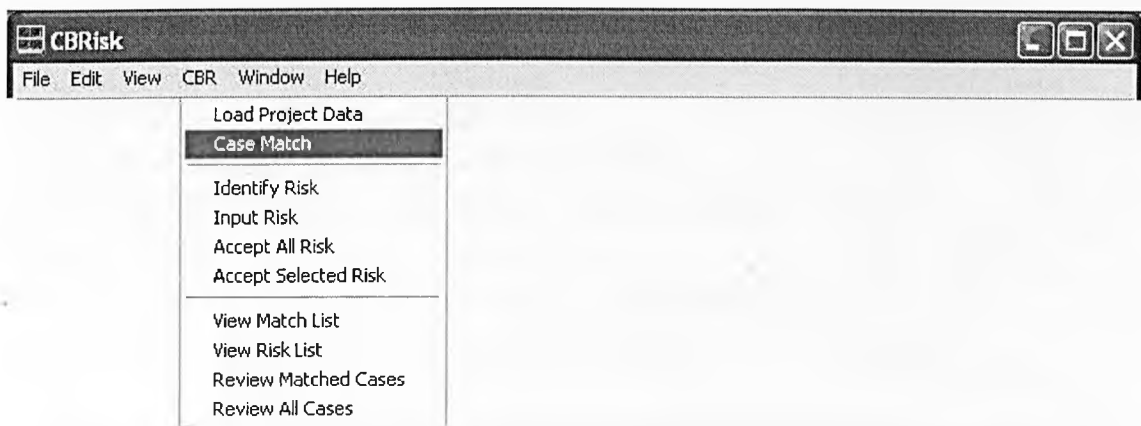 CBRisk
File Edit View CBR Window Help
Load Project Data
Case Match
Identify Risk
Input Risk
Accept All Risk
Accept Selected Risk
View Match List
View Risk List
Review Matched Cases
Review All Cases